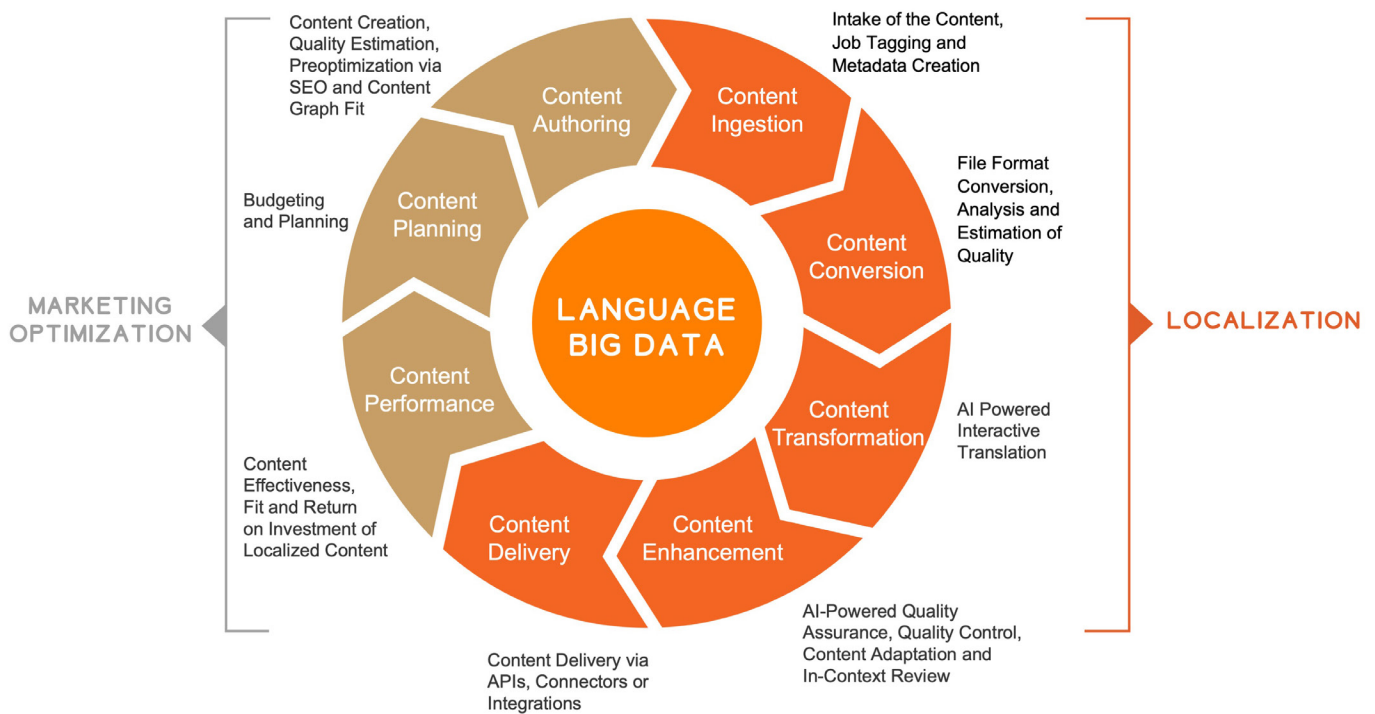 Content Creation,
Quality Estimation,
Preoptimization via
SEO and Content
Graph Fit
Intake of the Content,
Job Tagging and
Metadata Creation
Content
Authoring
Content
Ingestion
Budgeting
and Planning
Content
Planning
Content
Conversion
File Format
Conversion,
Analysis and
Estimation of
Quality
MARKETING
OPTIMIZATION
LANGUAGE
BIG DATA
LOCALIZATION
Content
Performance
Content
Transformation
AI Powered
Interactive
Translation
Content
Effectiveness,
Fit and Return
on Investment of
Localized Content
Content
Delivery
Content
Enhancement
Content Delivery via
APIs, Connectors or
Integrations
AI-Powered Quality
Assurance, Quality Control,
Content Adaptation and
In-Context Review